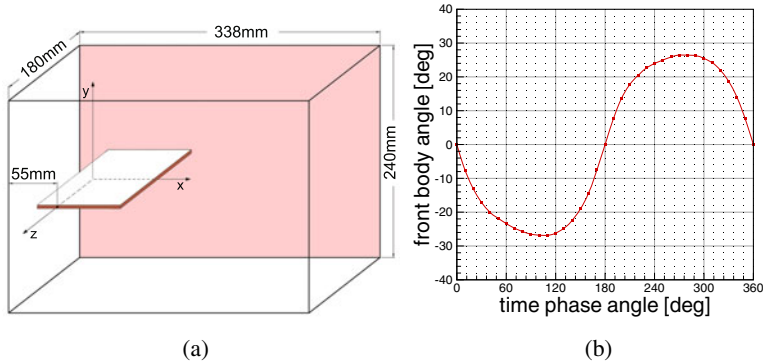 338mm
180mm
y
240mm
55mm
x
z
(a)
front body angle [deg]
40
30
20
10
0
-10
-20
-30
-40
0 60 120 180 240 300 360
time phase angle [deg]
(b)